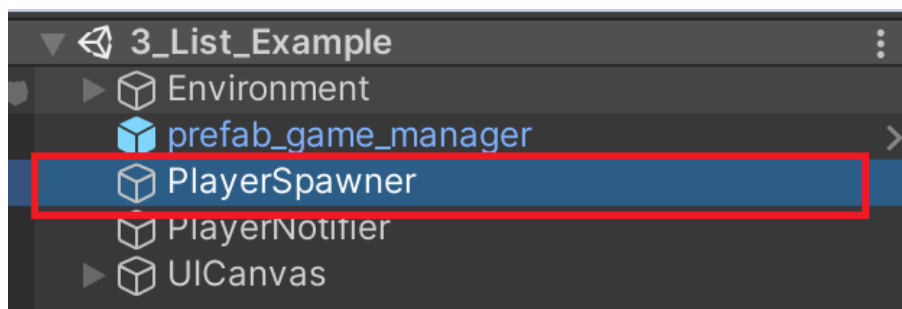 3_List_Example
Environment
prefab_game_manager
PlayerSpawner
PlayerNotifier
UICanvas